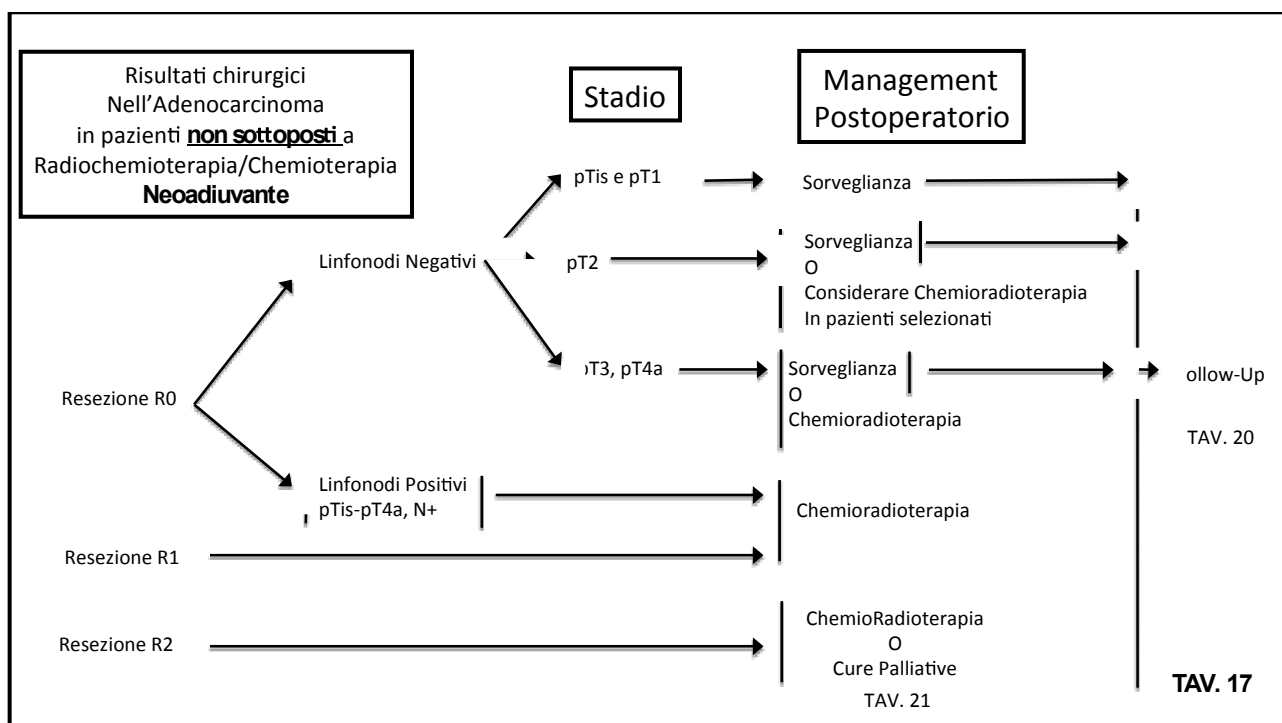 Risultati chirurgici
Nell'Adenocarcinoma
in pazienti non sottoposti a
Radiochemioterapia/Chemioterapia
Neoadiuvante
Stadio
Management
Postoperatorio
pTis e pT1
Sorveglianza
Linfonodi Negativi
pT2
Sorveglianza
O
Considerare Chemioradioterapia
In pazienti selezionati
Resezione R0
T3, pT4a
Sorveglianza
O
Chemioradioterapia
ollow-Up
TAV. 20
Linfonodi Positivi
pTis-pT4a, N+
Chemioradioterapia
Resezione R1
Resezione R2
ChemioRadioterapia
O
Cure Palliative
TAV. 21
TAV. 17